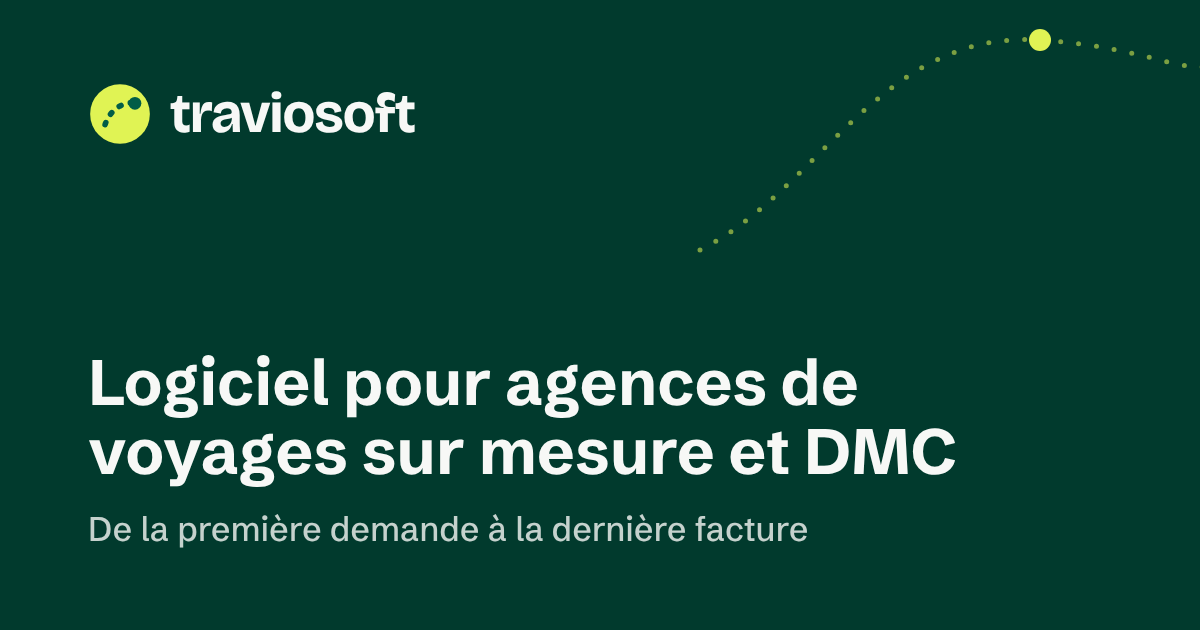 traviosoft
Logiciel pour agences de
voyages sur mesure et DMC
De la première demande à la dernière facture